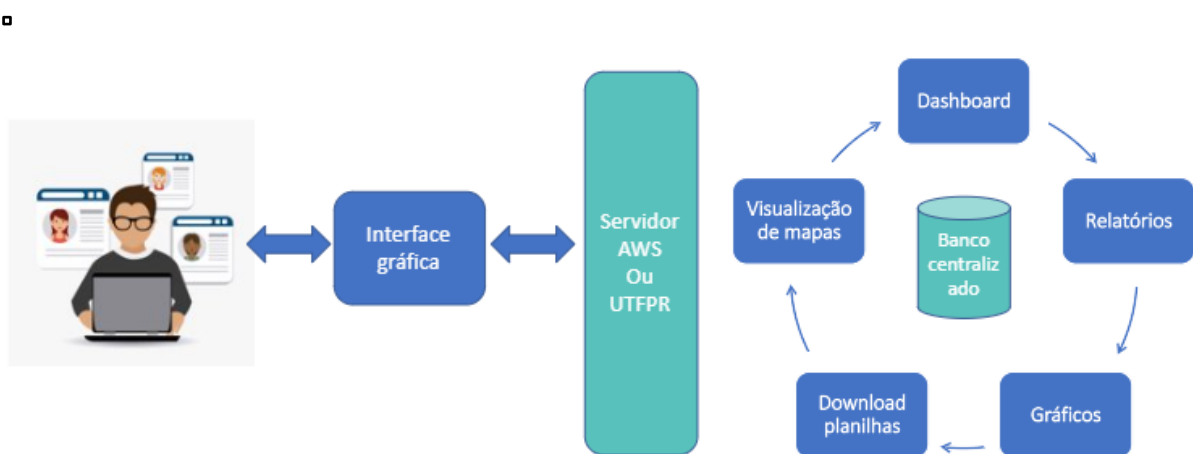 Interface
gráfica
Servidor
AWS
Ou
UTFPR
Dashboard
Visualização
de mapas
Banco
centraliz
ado
Relatórios
Download
planilhas
Gráficos